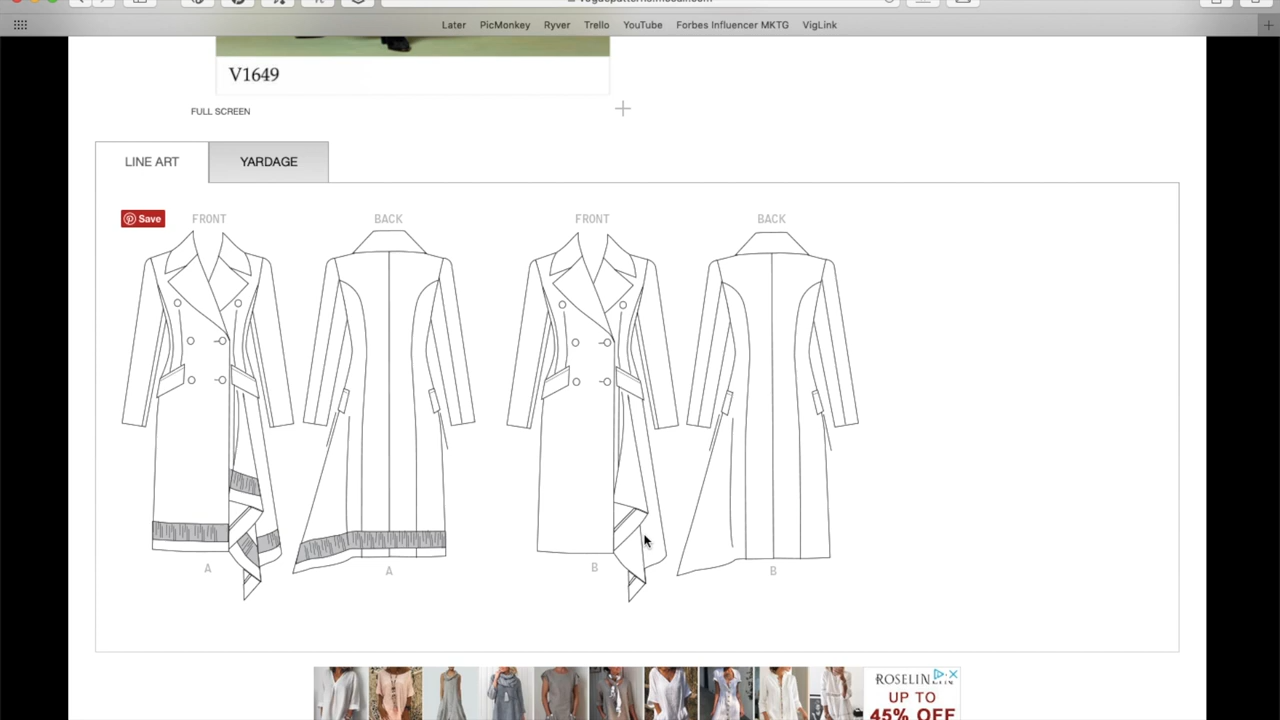 Later PicMonkey Ryver Trello YouTube Forbes Influencer MKTG VigLink
V1649
FULL SCREEN
LINE ART YARDAGE
Save FRONT BACK FRONT BACK
A A B B
UP TO
45% OFF